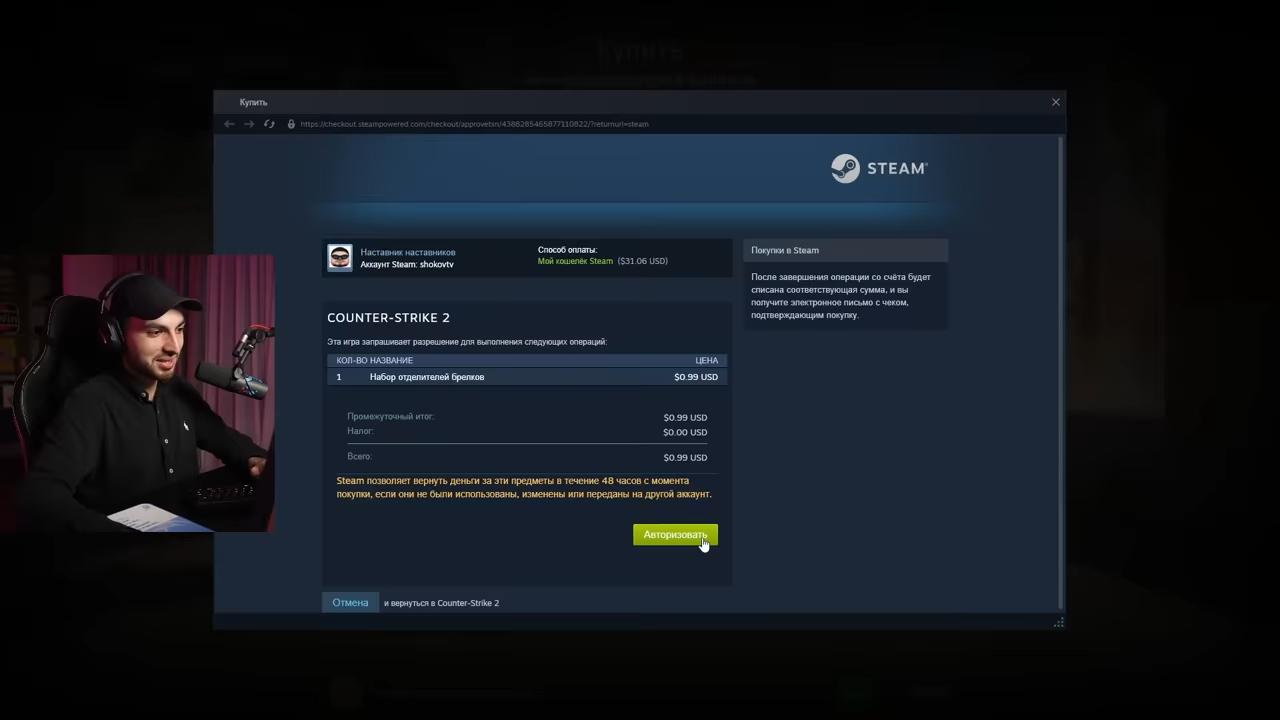 Купить
Купить
https://checkout.steampowered.com/checkout/approvetxn/4388285465877110822/?returnurl=steam
STEAM
Наставник наставников
Аккаунт Steam: shokovtv
Способ оплаты:
Мой кошелёк Steam ($31.06 USD)
Покупки в Steam
После завершения операции со счёта будет
списана соответствующая сумма, и вы
получите электронное письмо с чеком,
подтверждающим покупку.
COUNTER-STRIKE 2
Эта игра запрашивает разрешение для выполнения следующих операций:
КОЛ-ВО НАЗВАНИЕ ЦЕНА
1 Набор отделителей брелков $0.99 USD
Промежуточный итог: $0.99 USD
Налог: $0.00 USD
Всего: $0.99 USD
Steam позволяет вернуть деньги за эти предметы в течение 48 часов с момента
покупки, если они не были использованы, изменены или переданы на другой аккаунт.
Авторизовать
Отмена и вернуться в Counter-Strike 2